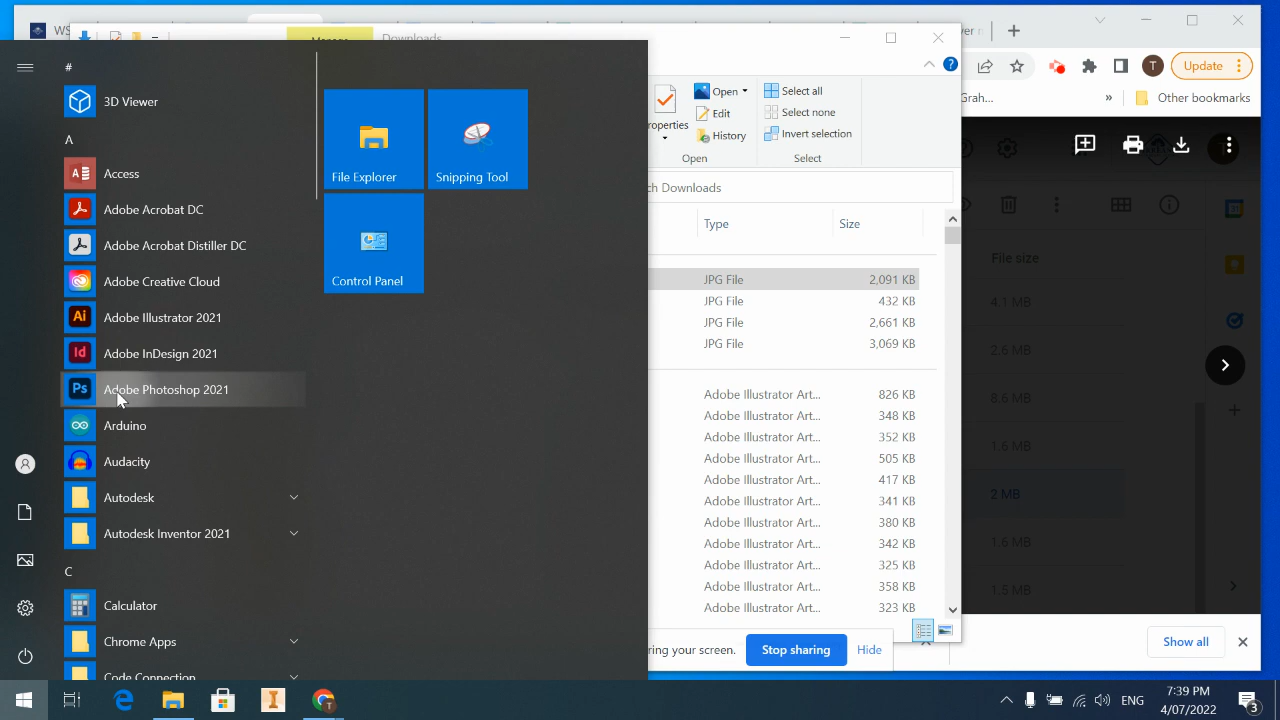 WS
Downloads
ver n
Update
Grah...
»
Other bookmarks
#
3D Viewer
A
Access
Adobe Acrobat DC
Adobe Acrobat Distiller DC
Adobe Creative Cloud
Adobe Illustrator 2021
Adobe InDesign 2021
Adobe Photoshop 2021
Arduino
Audacity
Autodesk
Autodesk Inventor 2021
C
Calculator
Chrome Apps
Code Connection
File Explorer
Snipping Tool
Control Panel
roperties
Open
Edit
History
Open
Select all
Select none
Invert selection
Select
ch Downloads
Type Size
JPG File 2,091 KB
JPG File 432 KB
JPG File 2,661 KB
JPG File 3,069 KB
Adobe Illustrator Art... 826 KB
Adobe Illustrator Art... 348 KB
Adobe Illustrator Art... 352 KB
Adobe Illustrator Art... 505 KB
Adobe Illustrator Art... 417 KB
Adobe Illustrator Art... 341 KB
Adobe Illustrator Art... 380 KB
Adobe Illustrator Art... 342 KB
Adobe Illustrator Art... 325 KB
Adobe Illustrator Art... 358 KB
Adobe Illustrator Art... 323 KB
File size
4.1 MB
2.6 MB
8.6 MB
1.6 MB
2 MB
1.6 MB
1.5 MB
ring your screen. Stop sharing Hide
Show all
ENG
7:39 PM
4/07/2022
3